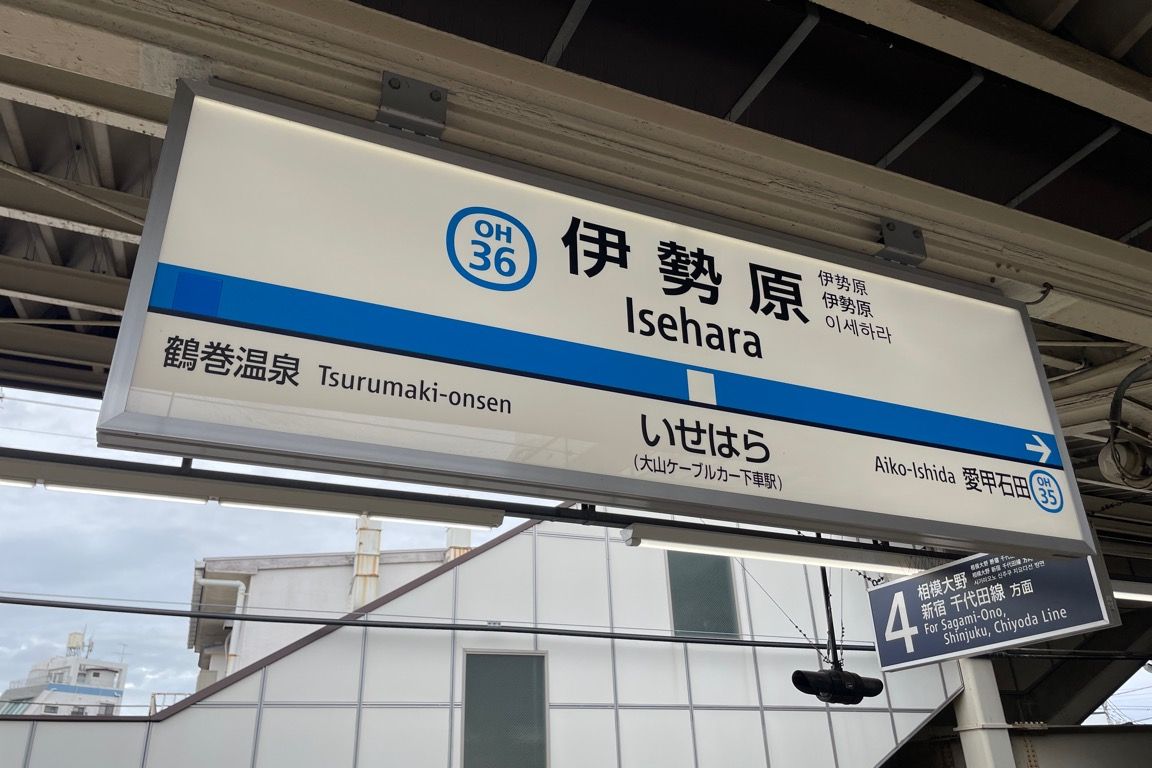 OH
36
伊勢原
Isehara
伊势原
伊勢原
이세하라
鶴巻温泉 Tsurumaki-onsen
いせはら
(大山ケーブルカー下車駅)
Aiko-Ishida 愛甲石田
OH
35
4
相模大野
新宿 千代田線 方面
For Sagami-Ono,
Shinjuku, Chiyoda Line